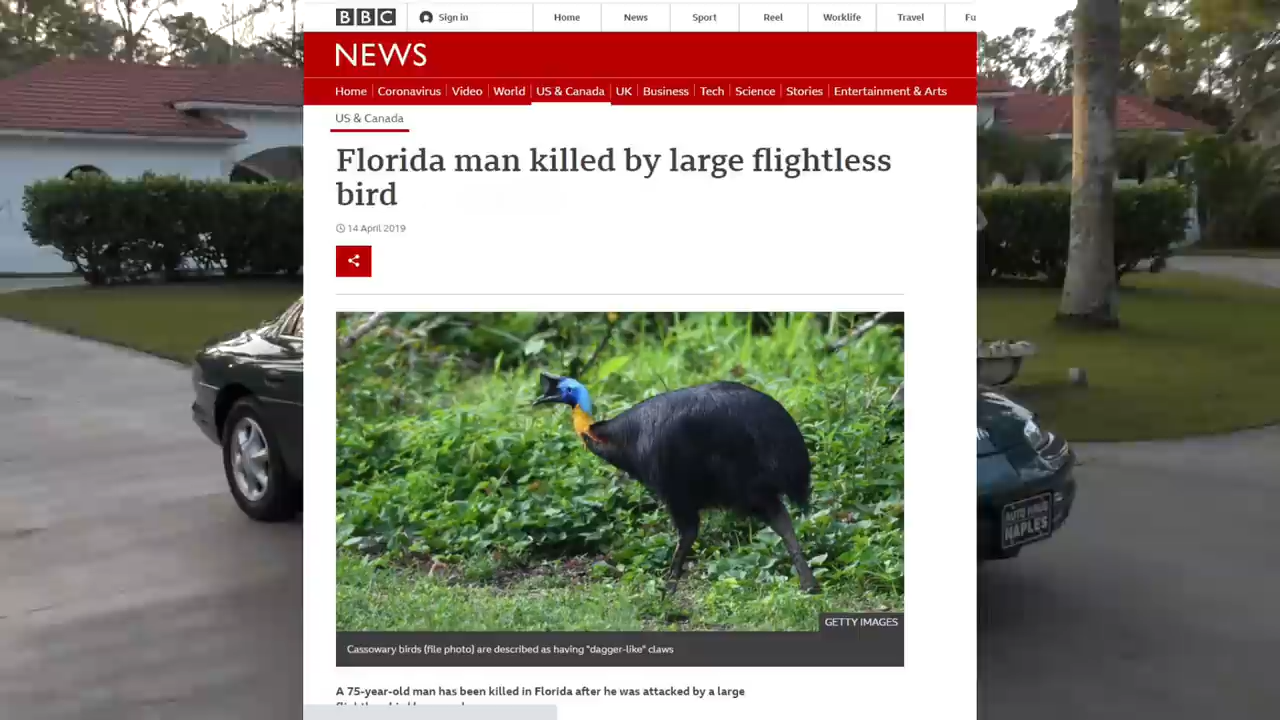 BBC Sign in Home News Sport Reel Worklife Travel Fu
NEWS
Home Coronavirus Video World US & Canada UK Business Tech Science Stories Entertainment & Arts
US & Canada
Florida man killed by large flightless
bird
14 April 2019
GETTY IMAGES
Cassowary birds (file photo) are described as having "dagger-like" claws
A 75-year-old man has been killed in Florida after he was attacked by a large
NAPLES